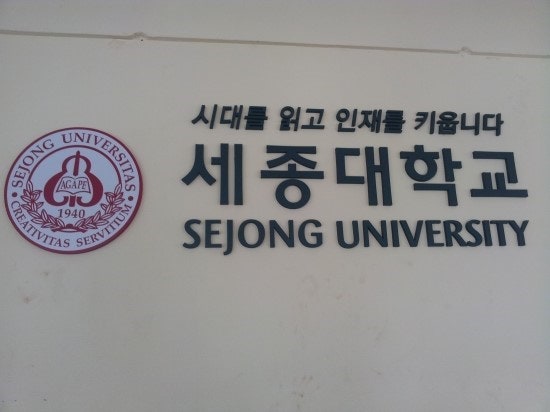 시대를 읽고 인재를 키웁니다
세종대학교
SEJONG UNIVERSITY
SEJONG UNIVERSITAS
AGAPE
1940
CREATIVITAS SERVITIUM